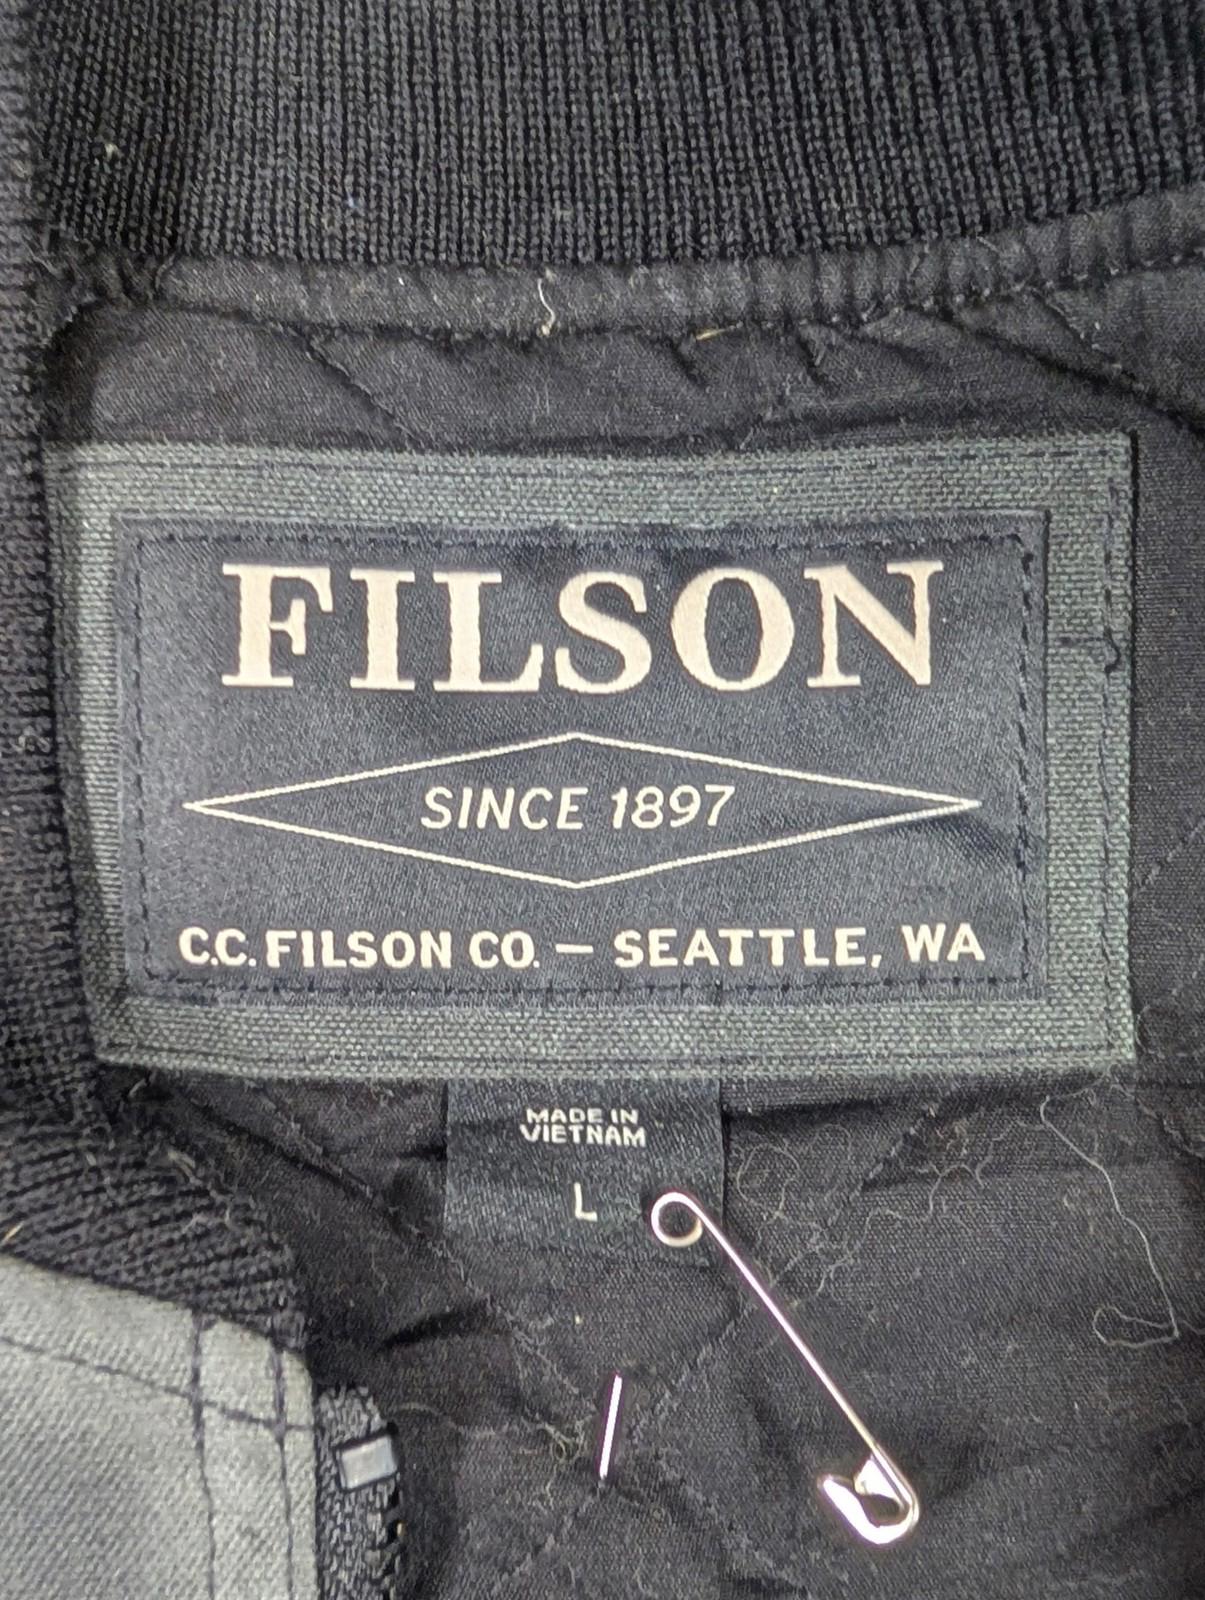 FILSON
SINCE 1897
C.C. FILSON CO. — SEATTLE, WA
MADE IN
VIETNAM
L